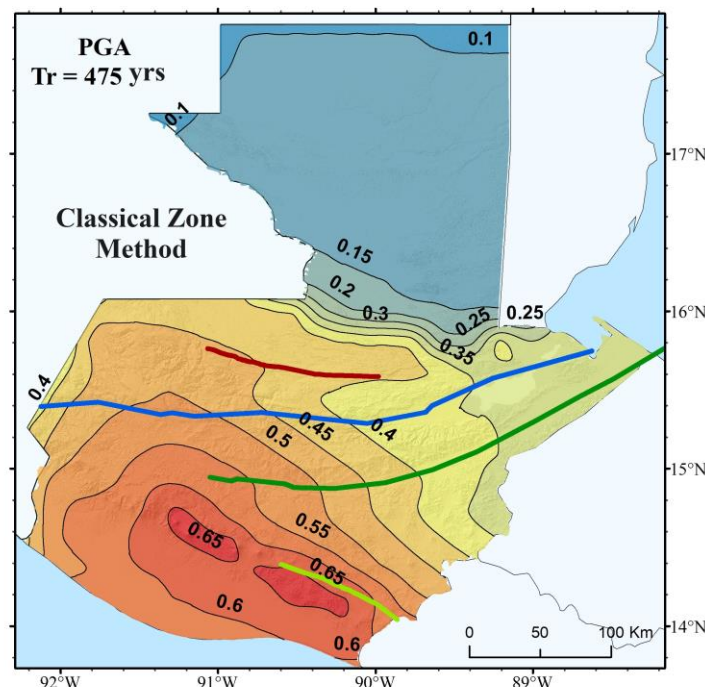 PGA
Tr = 475 yrs
0.1
0.1
17°N
Classical Zone
Method
0.15
0.2
0.3
0.25
0.25
16°N
0.35
0.4
0.45
0.4
0.5
15°N
0.55
0.65
0.65
0.6
0.6
14°N
0 50 100 Km
92°W 91°W 90°W 89°W